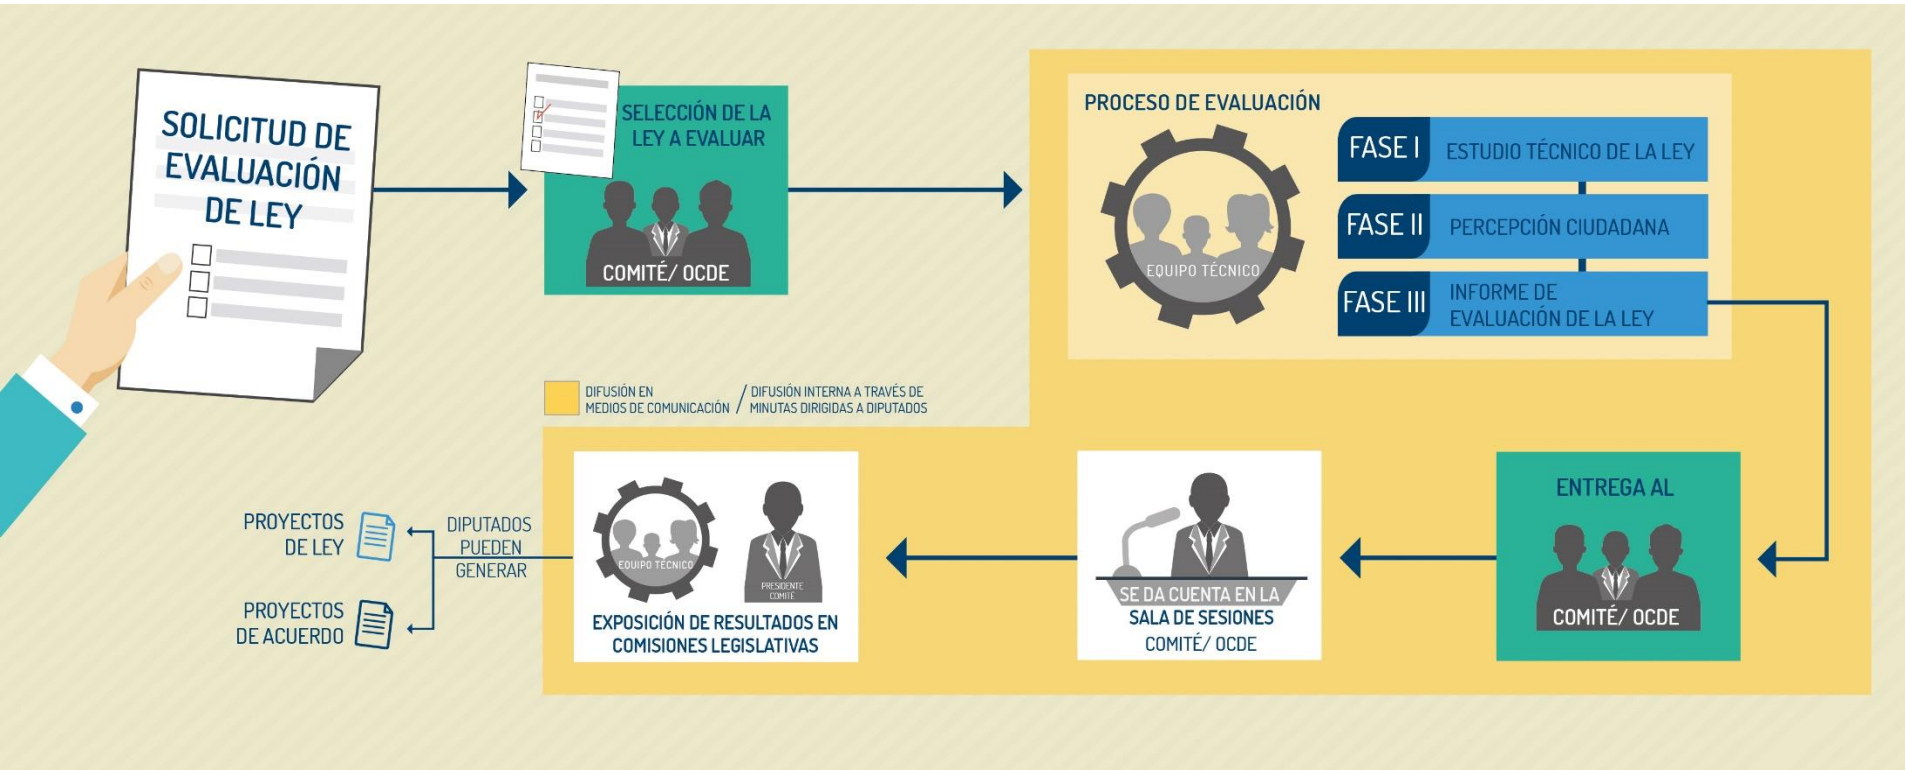 SOLICITUD DE
EVALUACIÓN
DE LEY
SELECCIÓN DE LA
LEY A EVALUAR
COMITÉ/ OCDE
PROCESO DE EVALUACIÓN
EQUIPO TÉCNICO
FASE I
ESTUDIO TÉCNICO DE LA LEY
FASE II
PERCEPCIÓN CIUDADANA
FASE III
INFORME DE
EVALUACIÓN DE LA LEY
DIFUSIÓN EN
MEDIOS DE COMUNICACIÓN
/
DIFUSIÓN INTERNA A TRAVÉS DE
MINUTAS DIRIGIDAS A DIPUTADOS
ENTREGA AL
COMITÉ/ OCDE
SE DA CUENTA EN LA
SALA DE SESIONES
COMITÉ/ OCDE
EQUIPO TÉCNICO
PRESIDENTE
COMITÉ
EXPOSICIÓN DE RESULTADOS EN
COMISIONES LEGISLATIVAS
DIPUTADOS
PUEDEN
GENERAR
PROYECTOS
DE LEY
PROYECTOS
DE ACUERDO